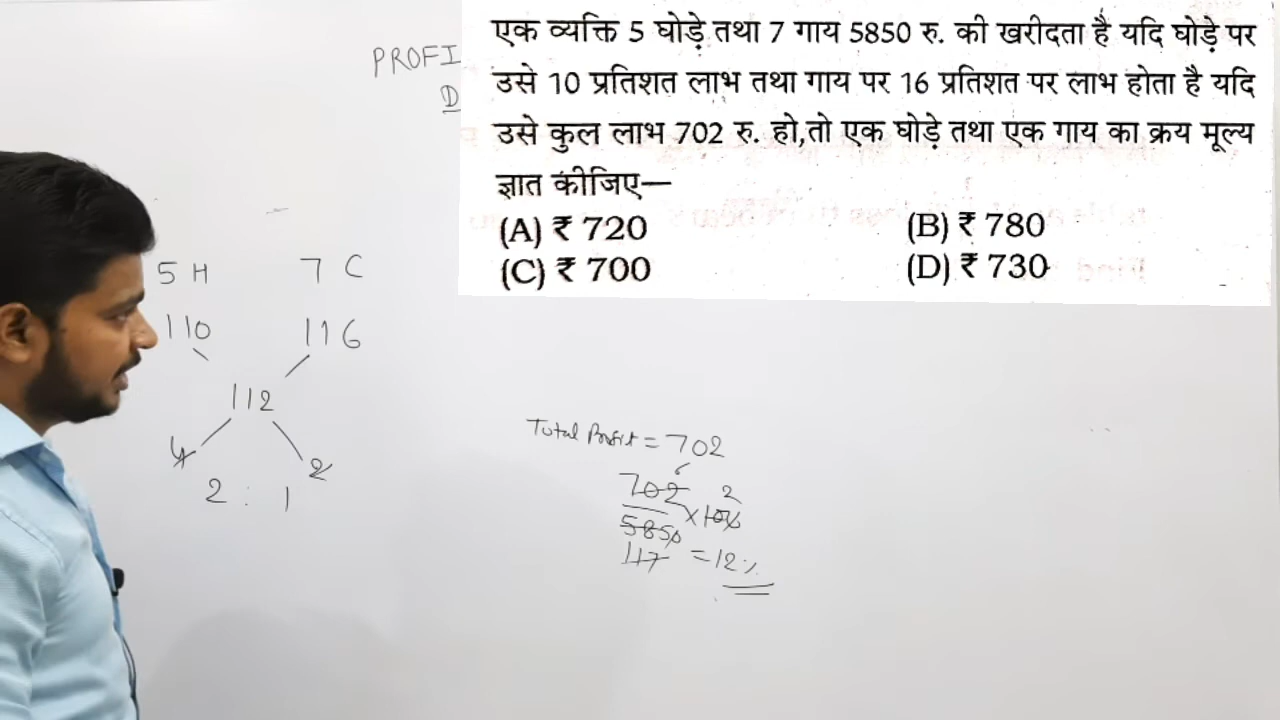 PROFI
D
एक व्यक्ति 5 घोड़े तथा 7 गाय 5850 रु. की खरीदता है यदि घोड़े पर
उसे 10 प्रतिशत लाभ तथा गाय पर 16 प्रतिशत पर लाभ होता है यदि
उसे कुल लाभ 702 रु. हो,तो एक घोड़े तथा एक गाय का क्रय मूल्य
ज्ञात कीजिए—
(A) ₹ 720 (B) ₹ 780
(C) ₹ 700 (D) ₹ 730
5 H 7 C
110 116
112
4 2
2 : 1
Total Profit = 702
6
702 2
5850 ×100
117 = 12%